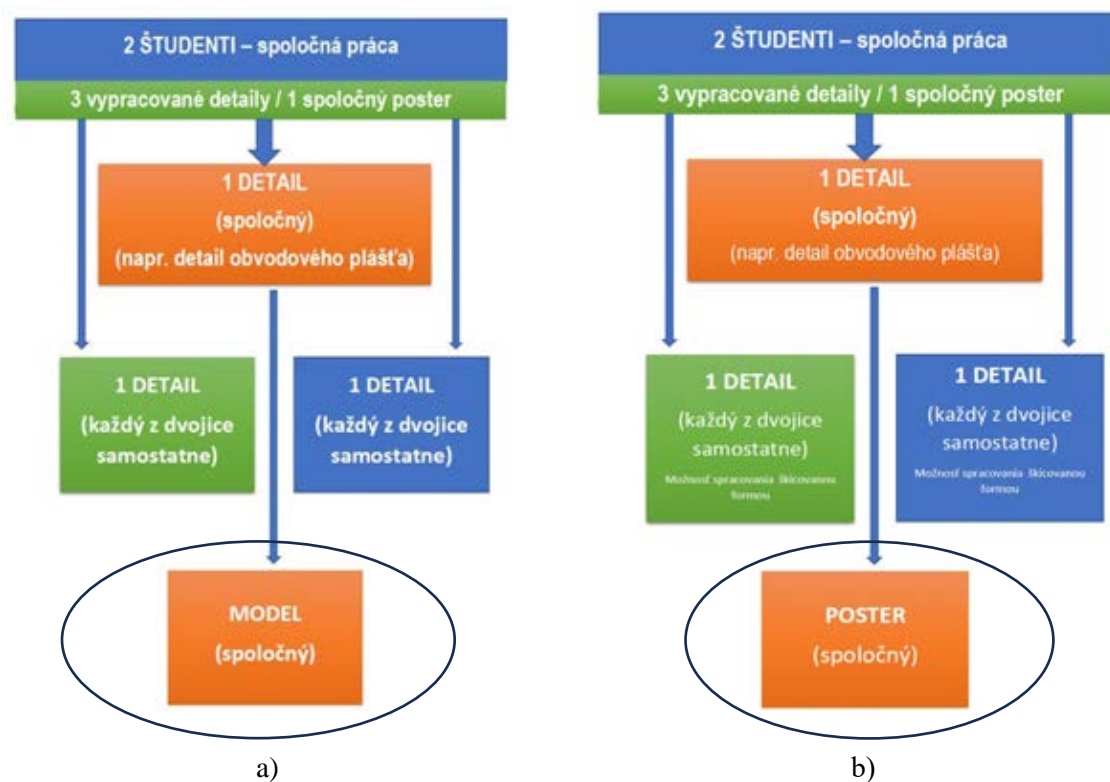 2 ŠTUDENTI – spoločná práca
3 vypracované detaily / 1 spoločný poster
1 DETAIL
(spoločný)
(napr. detail obvodového plášťa)
1 DETAIL
(každý z dvojice
samostatne)
1 DETAIL
(každý z dvojice
samostatne)
MODEL
(spoločný)
a)
2 ŠTUDENTI – spoločná práca
3 vypracované detaily / 1 spoločný poster
1 DETAIL
(spoločný)
(napr. detail obvodového plášťa)
1 DETAIL
(každý z dvojice
samostatne)
Možnosť spracovania škicovanou
formou
1 DETAIL
(každý z dvojice
samostatne)
Možnosť spracovania škicovanou
formou
POSTER
(spoločný)
b)